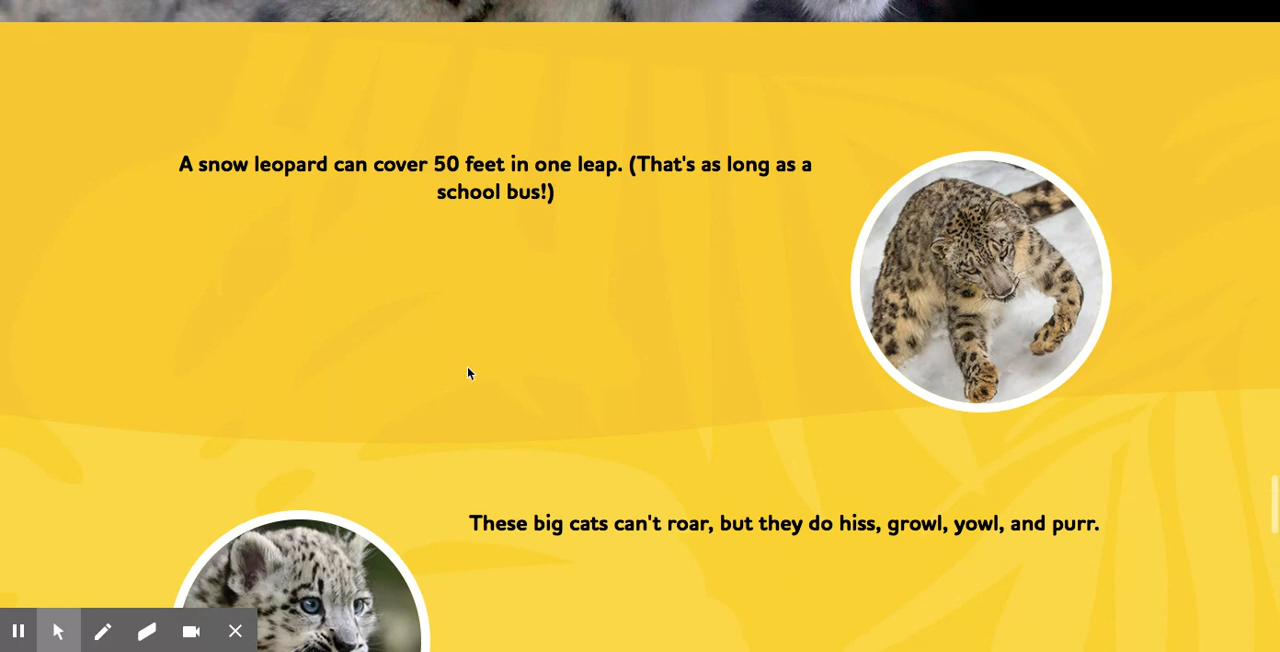 A snow leopard can cover 50 feet in one leap. (That's as long as a
school bus!)
These big cats can't roar, but they do hiss, growl, yowl, and purr.